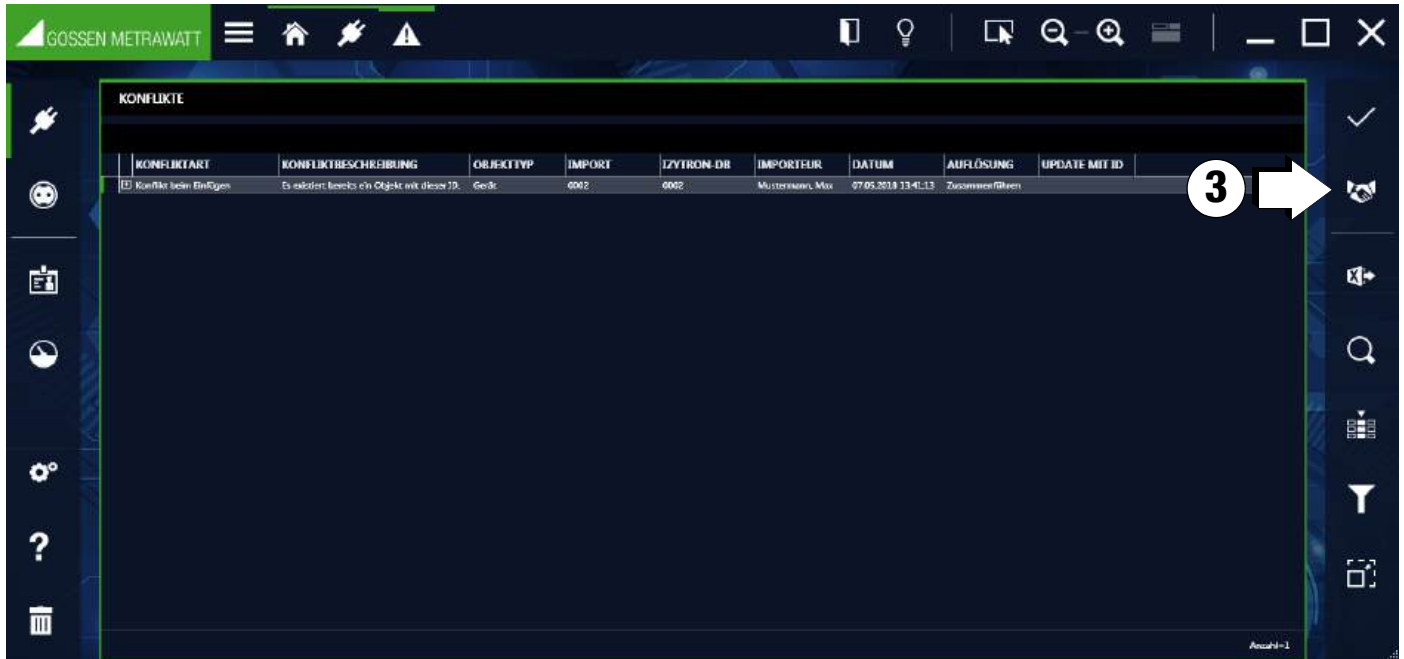 GOSSEN METRAWATT
KONFLIKTE
KONFLIKTART KONFLIKTBESCHREIBUNG OBJEKTTYP IMPORT IZYTRON-DB IMPORTEUR DATUM AUFLÖSUNG UPDATE MIT ID
Konflikt beim Einfügen Es existiert bereits ein Objekt mit dieser ID. Gerät 0002 0002 Mustermann, Max 07.05.2018 13:41:13 Zusammenführen
3
?
Anzahl=1